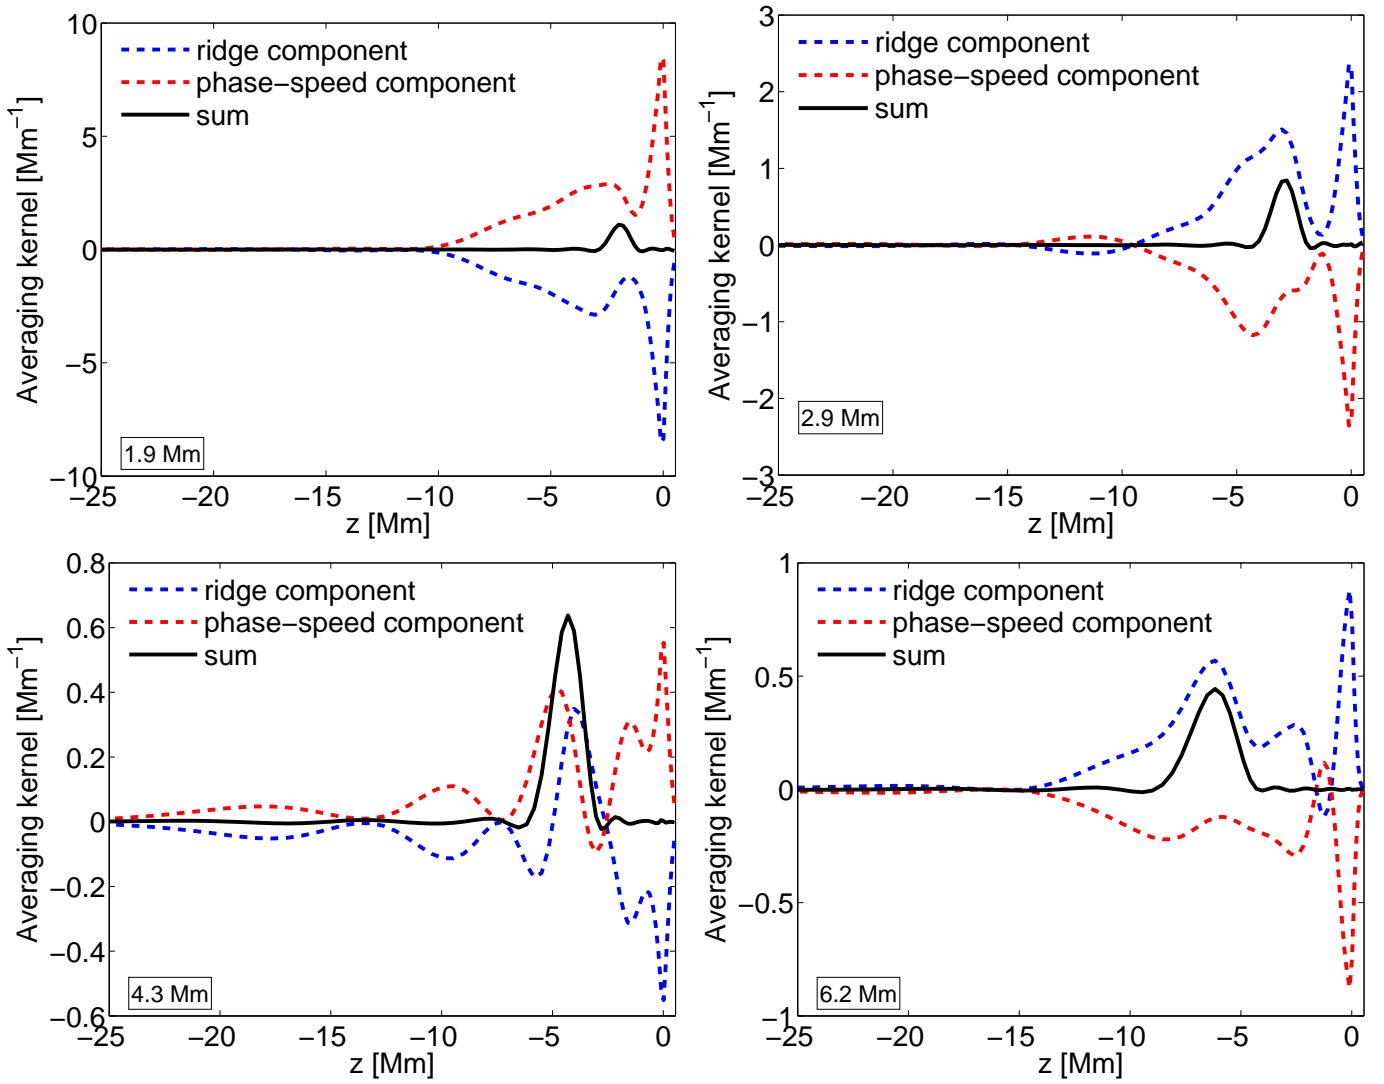 10
5
0
−5
−10
Averaging kernel [Mm−1]
ridge component
phase−speed component
sum
1.9 Mm
−25 −20 −15 −10 −5 0
z [Mm]
3
2
1
0
−1
−2
−3
Averaging kernel [Mm−1]
ridge component
phase−speed component
sum
2.9 Mm
−25 −20 −15 −10 −5 0
z [Mm]
0.8
0.6
0.4
0.2
0
−0.2
−0.4
−0.6
Averaging kernel [Mm−1]
ridge component
phase−speed component
sum
4.3 Mm
−25 −20 −15 −10 −5 0
z [Mm]
1
0.5
0
−0.5
−1
Averaging kernel [Mm−1]
ridge component
phase−speed component
sum
6.2 Mm
−25 −20 −15 −10 −5 0
z [Mm]